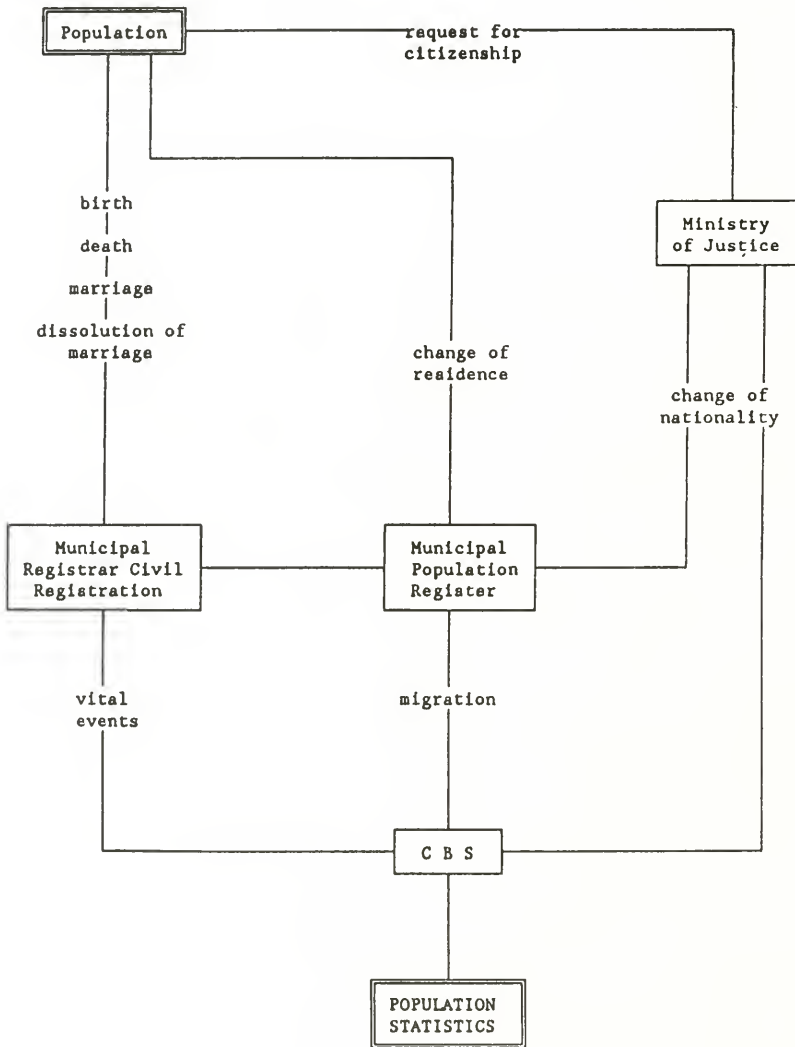 Population
request for
citizenship
birth
death
marriage
dissolution of
marriage
Ministry
of Justice
change of
residence
change of
nationality
Municipal
Registrar Civil
Registration
Municipal
Population
Register
vital
events
migration
C B S
POPULATION
STATISTICS